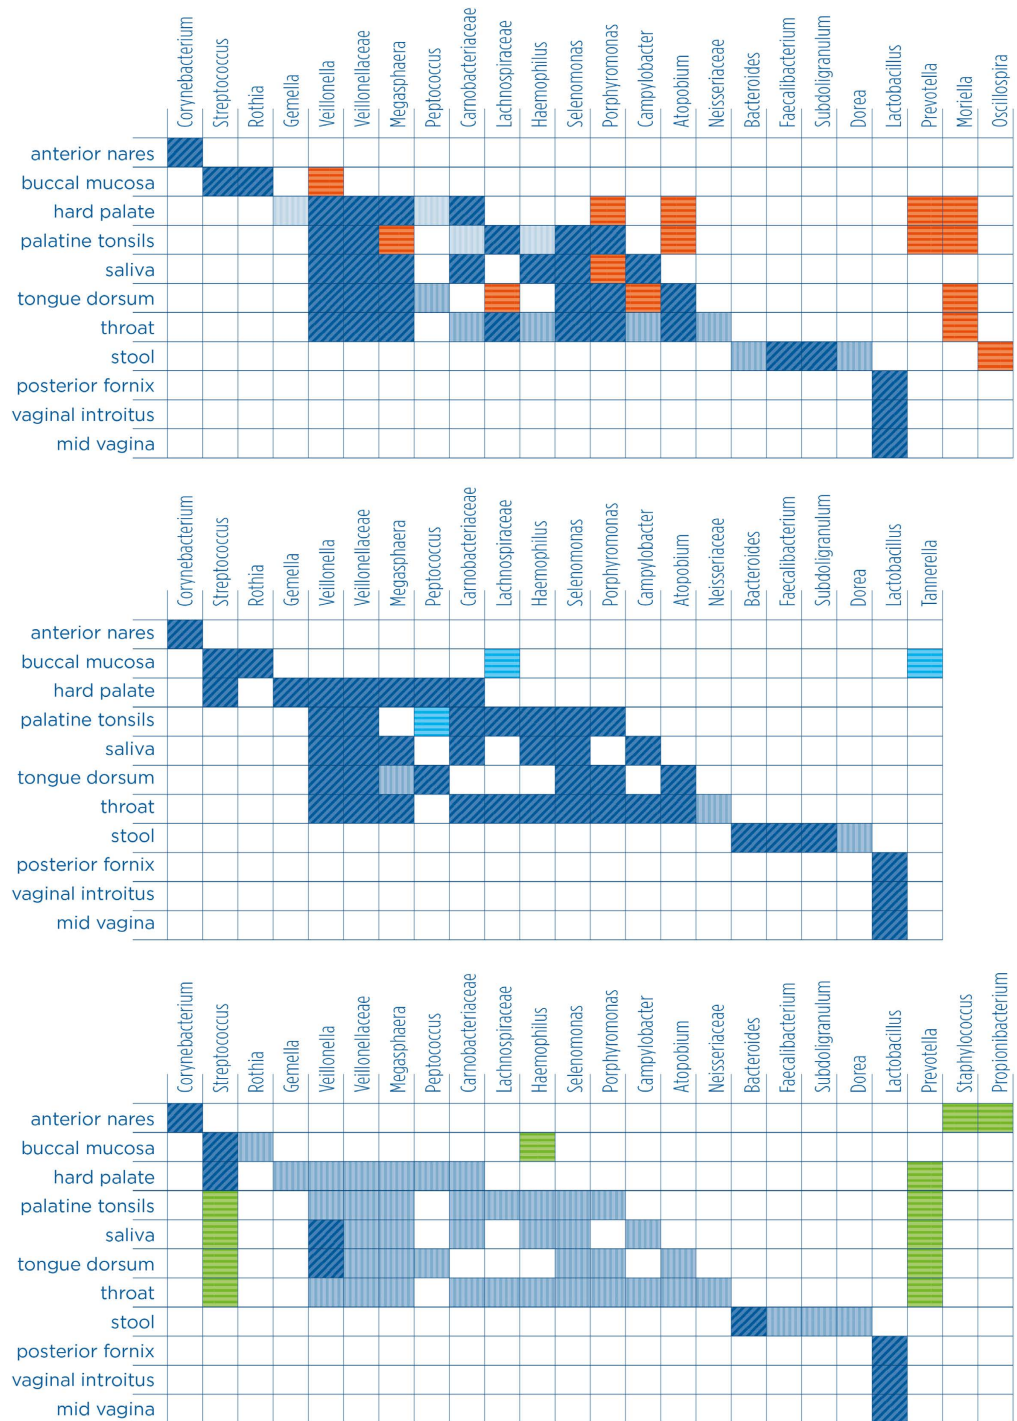 Corynebacterium
Streptococcus
Rothia
Gemella
Veillonella
Veillonellaceae
Megasphaera
Peptococcus
Carnobacteriaceae
Lachnospiraceae
Haemophilus
Selenomonas
Porphyromonas
Campylobacter
Atopobium
Neisseriaceae
Bacteroides
Faecalibacterium
Subdoligranulum
Dorea
Lactobacillus
Prevotella
Moriella
Oscillospira
anterior nares
buccal mucosa
hard palate
palatine tonsils
saliva
tongue dorsum
throat
stool
posterior fornix
vaginal introitus
mid vagina
Corynebacterium
Streptococcus
Rothia
Gemella
Veillonella
Veillonellaceae
Megasphaera
Peptococcus
Carnobacteriaceae
Lachnospiraceae
Haemophilus
Selenomonas
Porphyromonas
Campylobacter
Atopobium
Neisseriaceae
Bacteroides
Faecalibacterium
Subdoligranulum
Dorea
Lactobacillus
Tannerella
anterior nares
buccal mucosa
hard palate
palatine tonsils
saliva
tongue dorsum
throat
stool
posterior fornix
vaginal introitus
mid vagina
Corynebacterium
Streptococcus
Rothia
Gemella
Veillonella
Veillonellaceae
Megasphaera
Peptococcus
Carnobacteriaceae
Lachnospiraceae
Haemophilus
Selenomonas
Porphyromonas
Campylobacter
Atopobium
Neisseriaceae
Bacteroides
Faecalibacterium
Subdoligranulum
Dorea
Lactobacillus
Prevotella
Staphylococcus
Propionibacterium
anterior nares
buccal mucosa
hard palate
palatine tonsils
saliva
tongue dorsum
throat
stool
posterior fornix
vaginal introitus
mid vagina